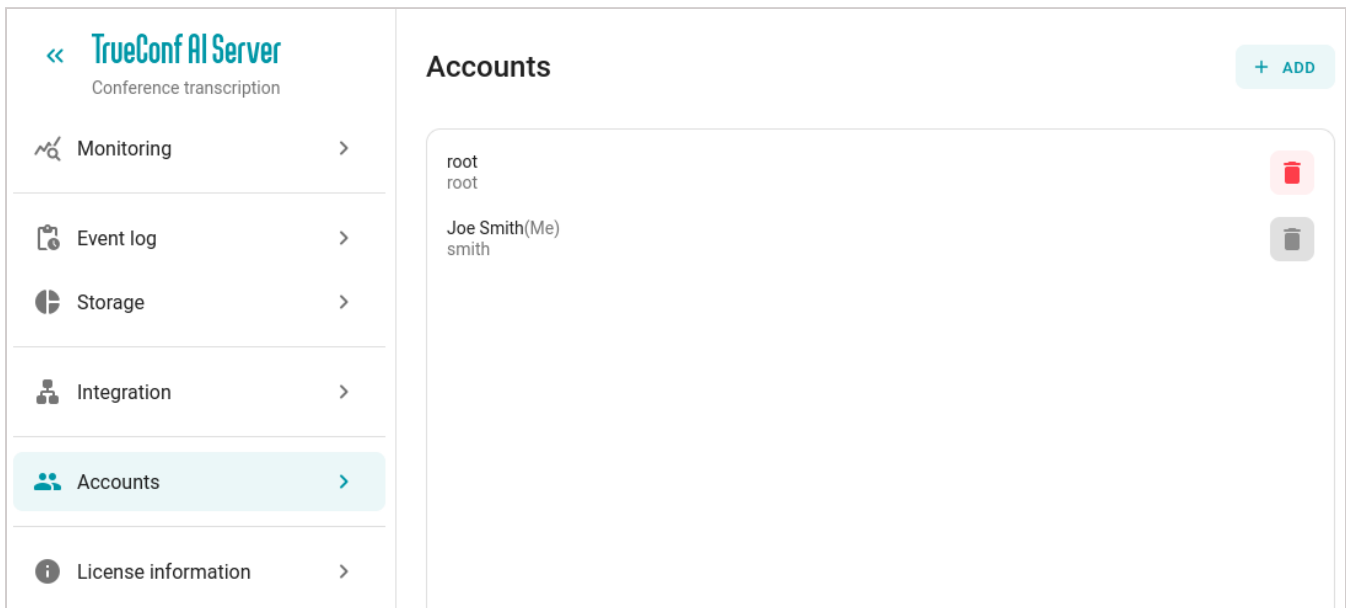 TrueConf AI Server
Conference transcription
Monitoring
Event log
Storage
Integration
Accounts
License information
Accounts
+ ADD
root
root
Joe Smith(Me)
smith